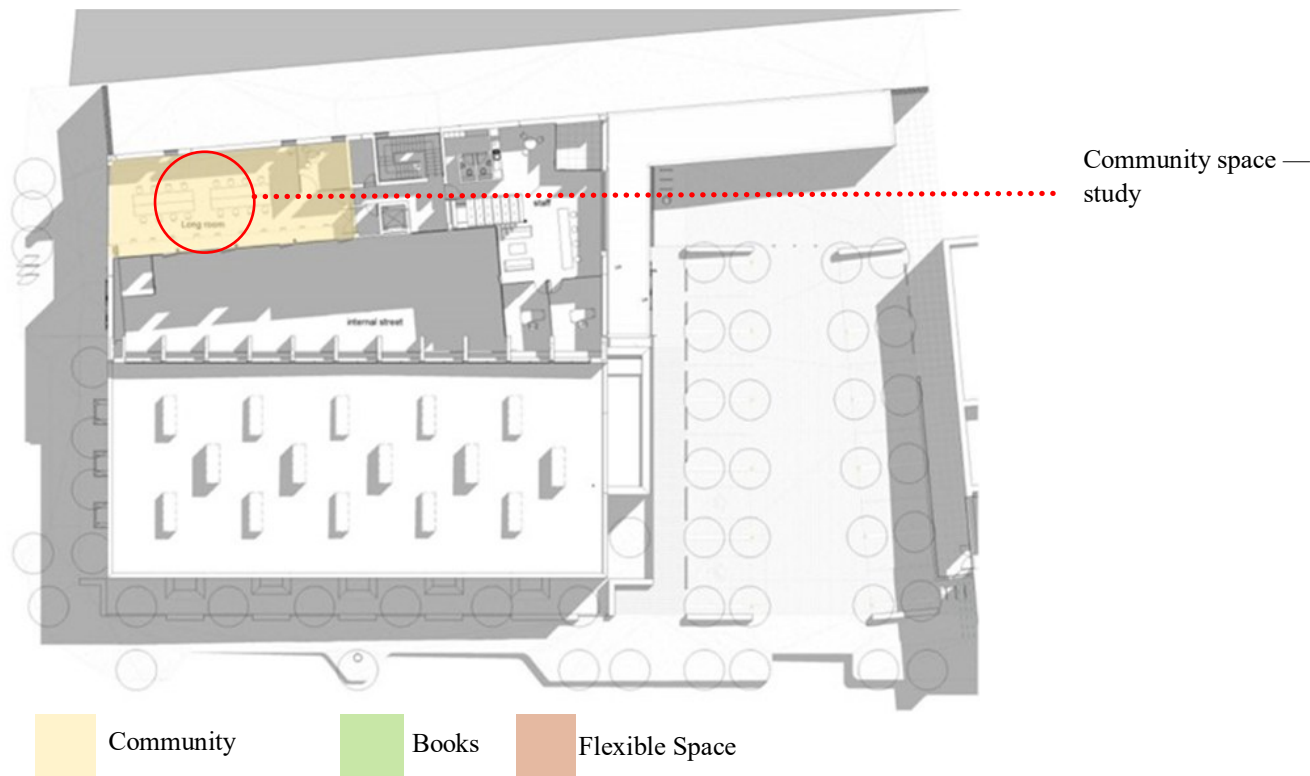 Community space —
study
staff
Long room
internal street
Community
Books
Flexible Space